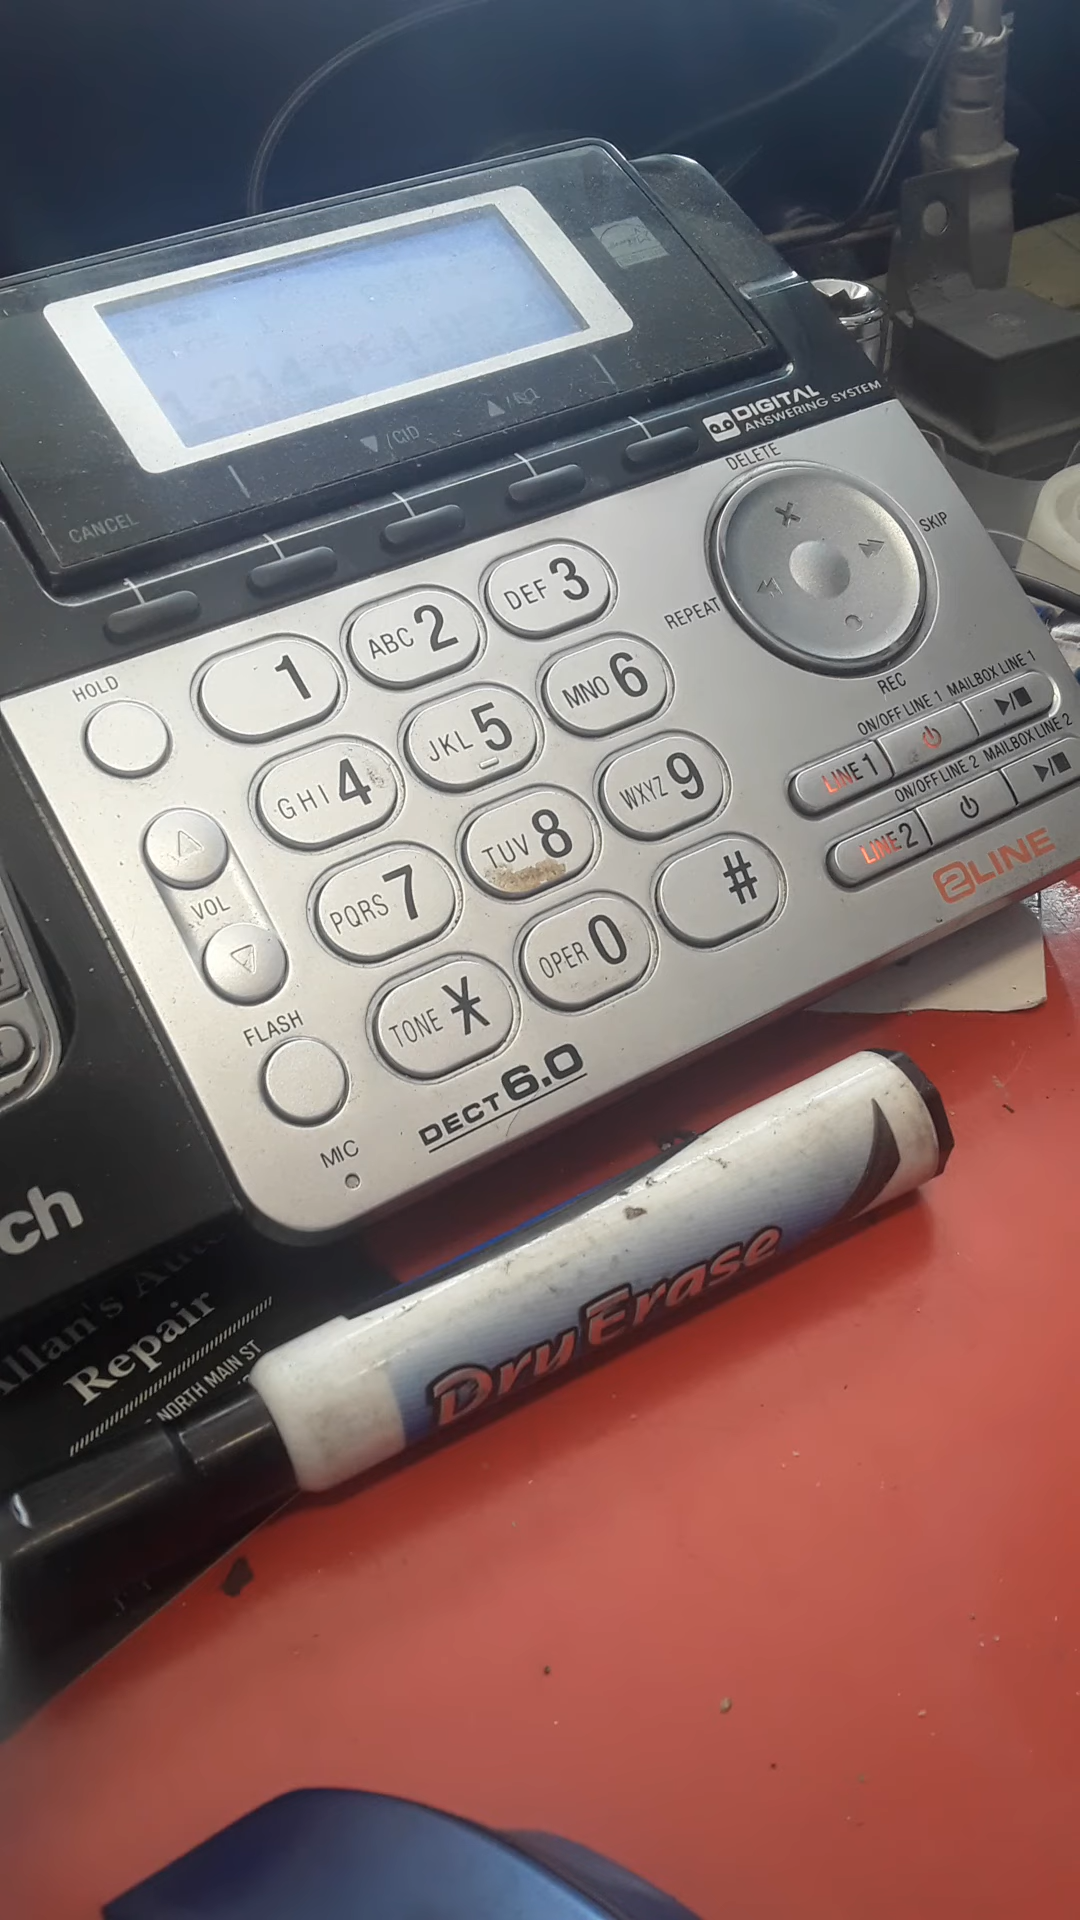 DIGITAL
ANSWERING SYSTEM
/CID
CANCEL
DELETE
SKIP
REPEAT
REC
HOLD
1
ABC 2
DEF 3
GHI 4
JKL 5
MNO 6
PQRS 7
TUV 8
WXYZ 9
TONE *
OPER 0
#
VOL
FLASH
MIC
ON/OFF LINE 1 MAILBOX LINE 1
LINE 1
ON/OFF LINE 2 MAILBOX LINE 2
LINE 2
2LINE
DECT 6.0
ch
Allan's Auto
Repair
NORTH MAIN ST
Dry Erase